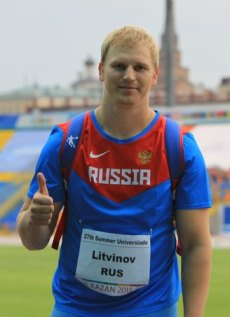 RUSSIA
27th Summer Universiade
Litvinov
RUS
KAZAN 2013